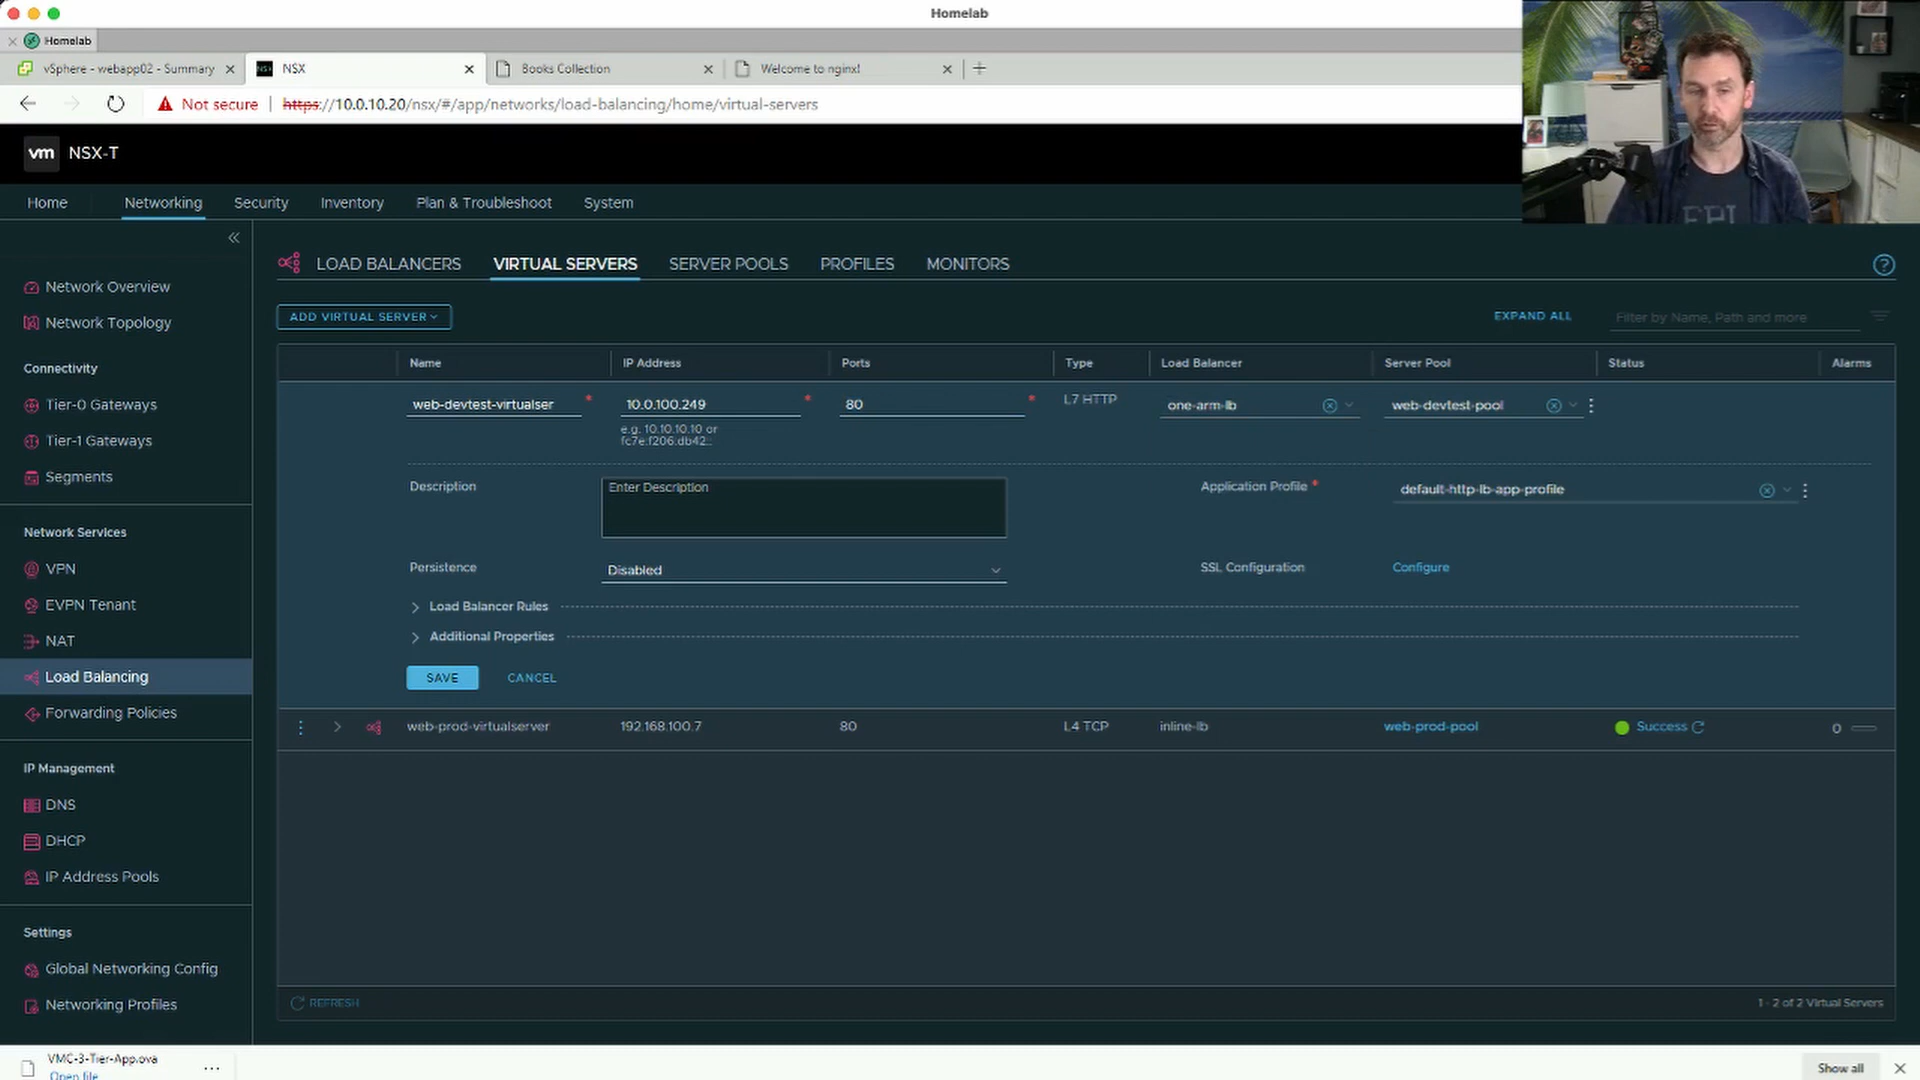 Homelab
Homelab
vSphere - webapp02 - Summary
NSX
Books Collection
Welcome to nginx!
Not secure
https://10.0.10.20/nsx/#/app/networks/load-balancing/home/virtual-servers
vm NSX-T
Home
Networking
Security
Inventory
Plan & Troubleshoot
System
Network Overview
Network Topology
Connectivity
Tier-0 Gateways
Tier-1 Gateways
Segments
Network Services
VPN
EVPN Tenant
NAT
Load Balancing
Forwarding Policies
IP Management
DNS
DHCP
IP Address Pools
Settings
Global Networking Config
Networking Profiles
LOAD BALANCERS
VIRTUAL SERVERS
SERVER POOLS
PROFILES
MONITORS
ADD VIRTUAL SERVER
EXPAND ALL
Filter by Name, Path and more
Name
IP Address
Ports
Type
Load Balancer
Server Pool
Status
Alarms
web-devtest-virtualser *
10.0.100.249 *
80 *
L7 HTTP
one-arm-lb
web-devtest-pool
e.g. 10.10.10.10 or
fc7e:f206:db42::
Description
Enter Description
Application Profile *
default-http-lb-app-profile
Persistence
Disabled
SSL Configuration
Configure
Load Balancer Rules
Additional Properties
SAVE
CANCEL
web-prod-virtualserver
192.168.100.7
80
L4 TCP
inline-lb
web-prod-pool
Success
0
REFRESH
1 - 2 of 2 Virtual Servers
VMC-3-Tier-App.ova
Open file
Show all